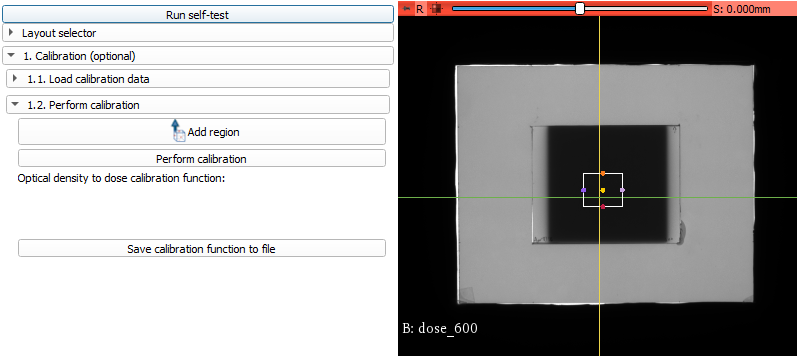 Run self-test
Layout selector
1. Calibration (optional)
1.1. Load calibration data
1.2. Perform calibration
Add region
Perform calibration
Optical density to dose calibration function:
Save calibration function to file
R
S: 0.000mm
B: dose_600